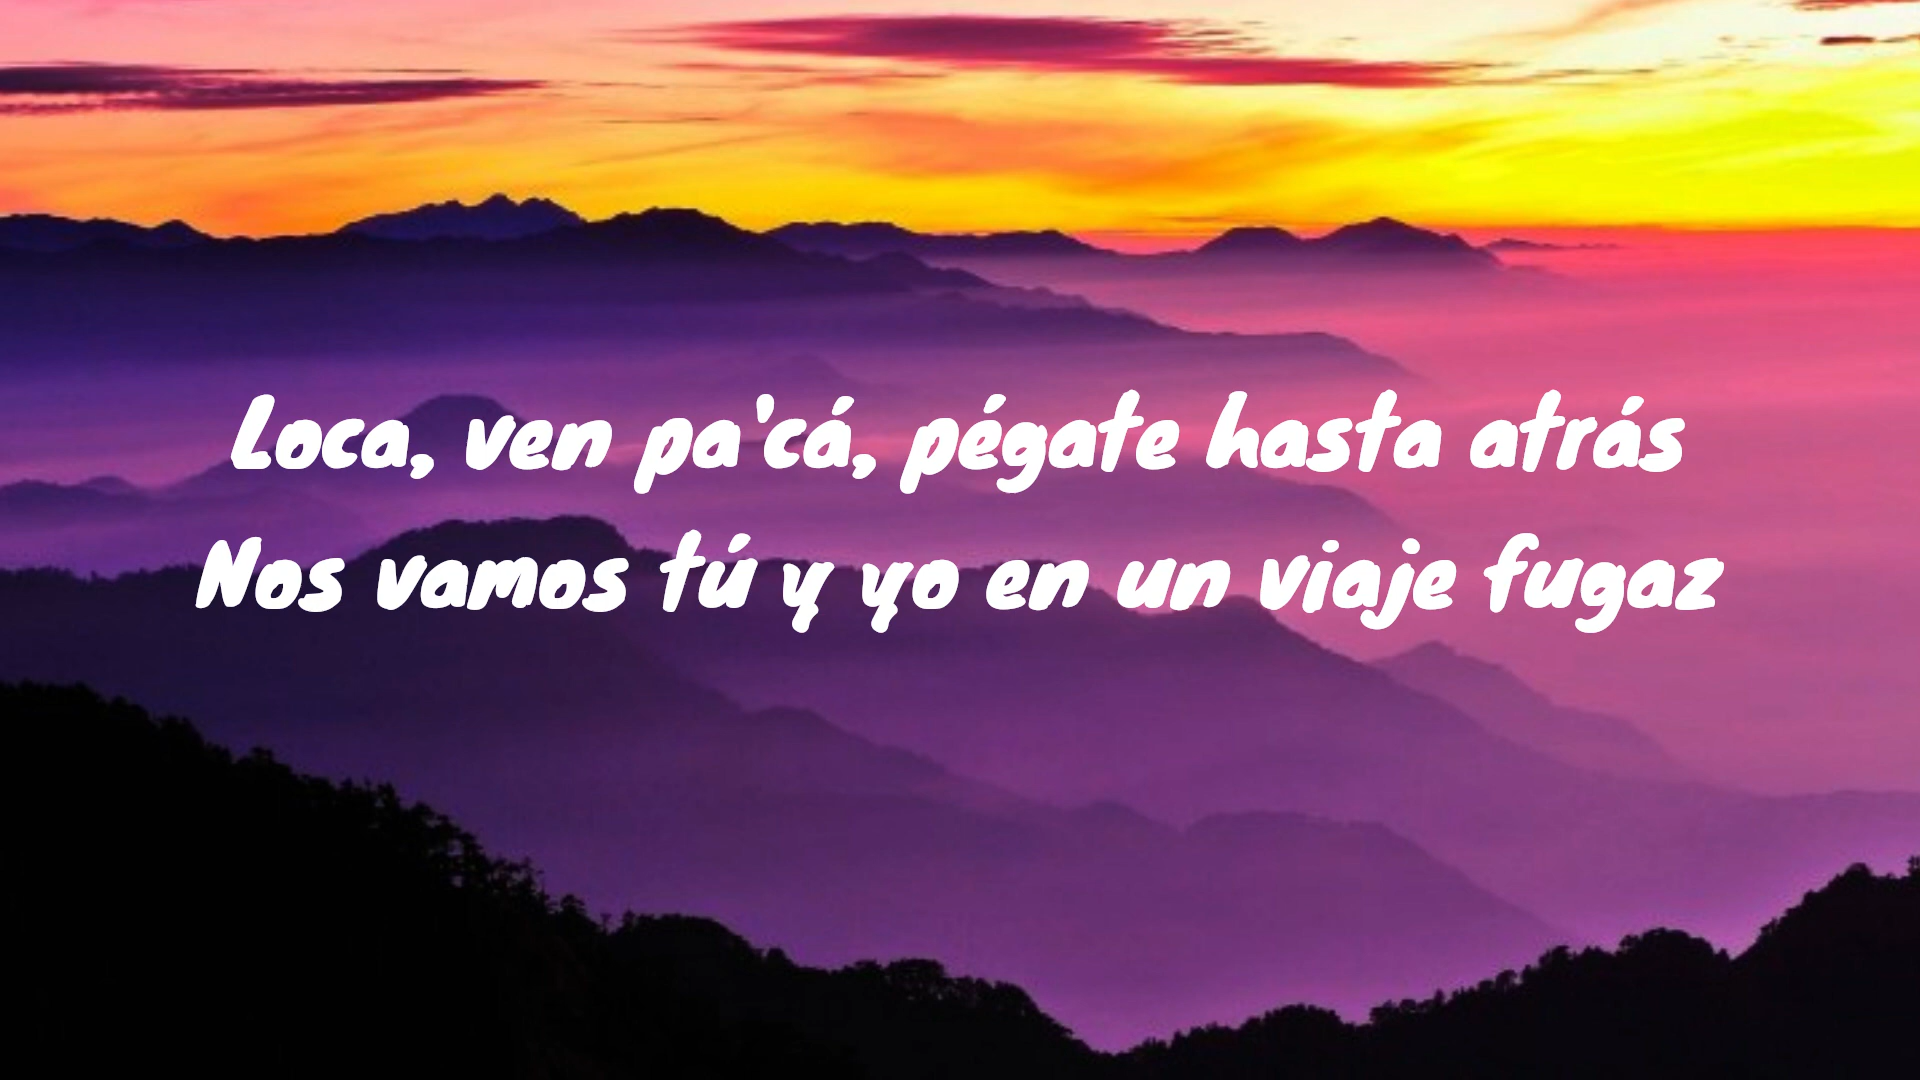 Loca, ven pa'cá, pégate hasta atrás
Nos vamos tú y yo en un viaje fugaz